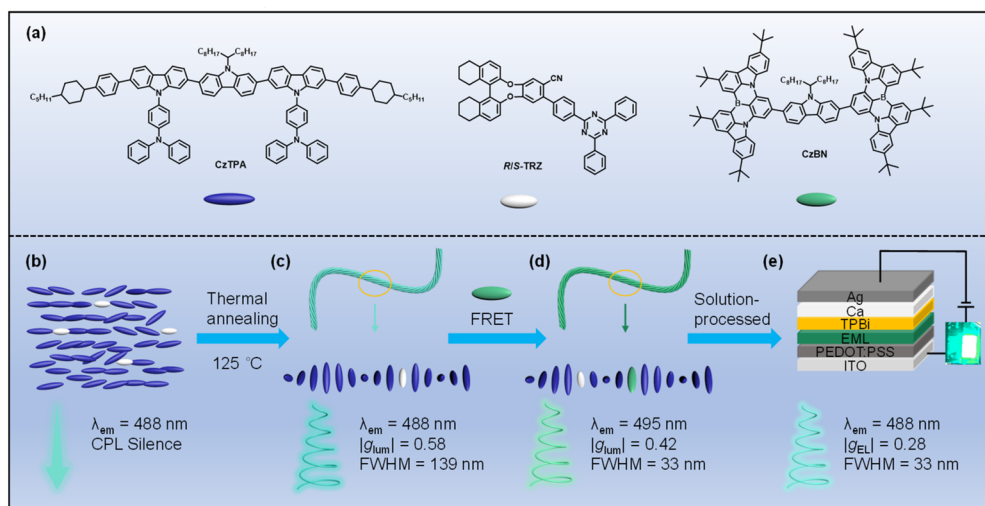 (a)
C₈H₁₇ C₈H₁₇
N
C₅H₁₁
N
N
C₅H₁₁
N
N
CzTPA
CN
O
O
N
N
N
R/S-TRZ
C₈H₁₇ C₈H₁₇
N
B
N
N
N
B
N
CzBN
(b)
Thermal
annealing
125 °C
λem = 488 nm
CPL Silence
(c)
λem = 488 nm
|glum| = 0.58
FWHM = 139 nm
FRET
(d)
λem = 495 nm
|glum| = 0.42
FWHM = 33 nm
Solution-
processed
(e)
Ag
Ca
TPBi
EML
PEDOT:PSS
ITO
λem = 488 nm
|gEL| = 0.28
FWHM = 33 nm